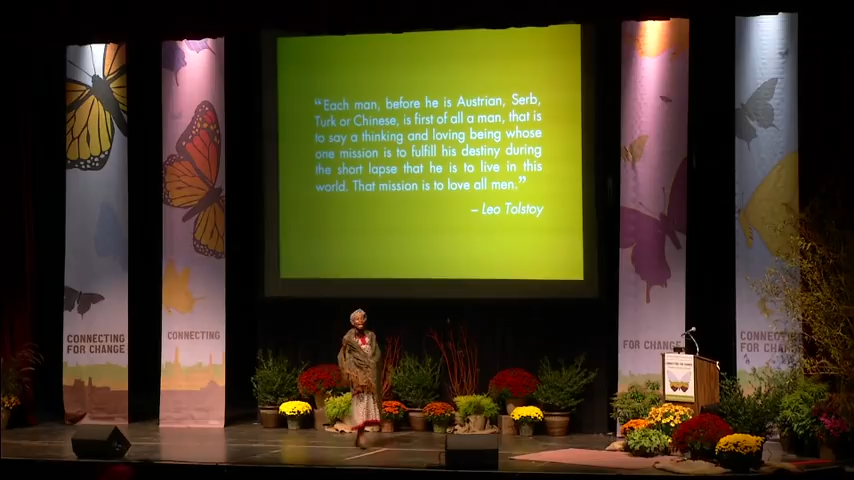 “Each man, before he is Austrian, Serb,
Turk or Chinese, is first of all a man, that is
to say a thinking and loving being whose
one mission is to fulfill his destiny during
the short lapse that he is to live in this
world. That mission is to love all men.”
– Leo Tolstoy
CONNECTING
FOR CHANGE
CONNECTING
FOR CHANGE
CONNECTING
FOR CHANGE
CONNECTING FOR CHANGE